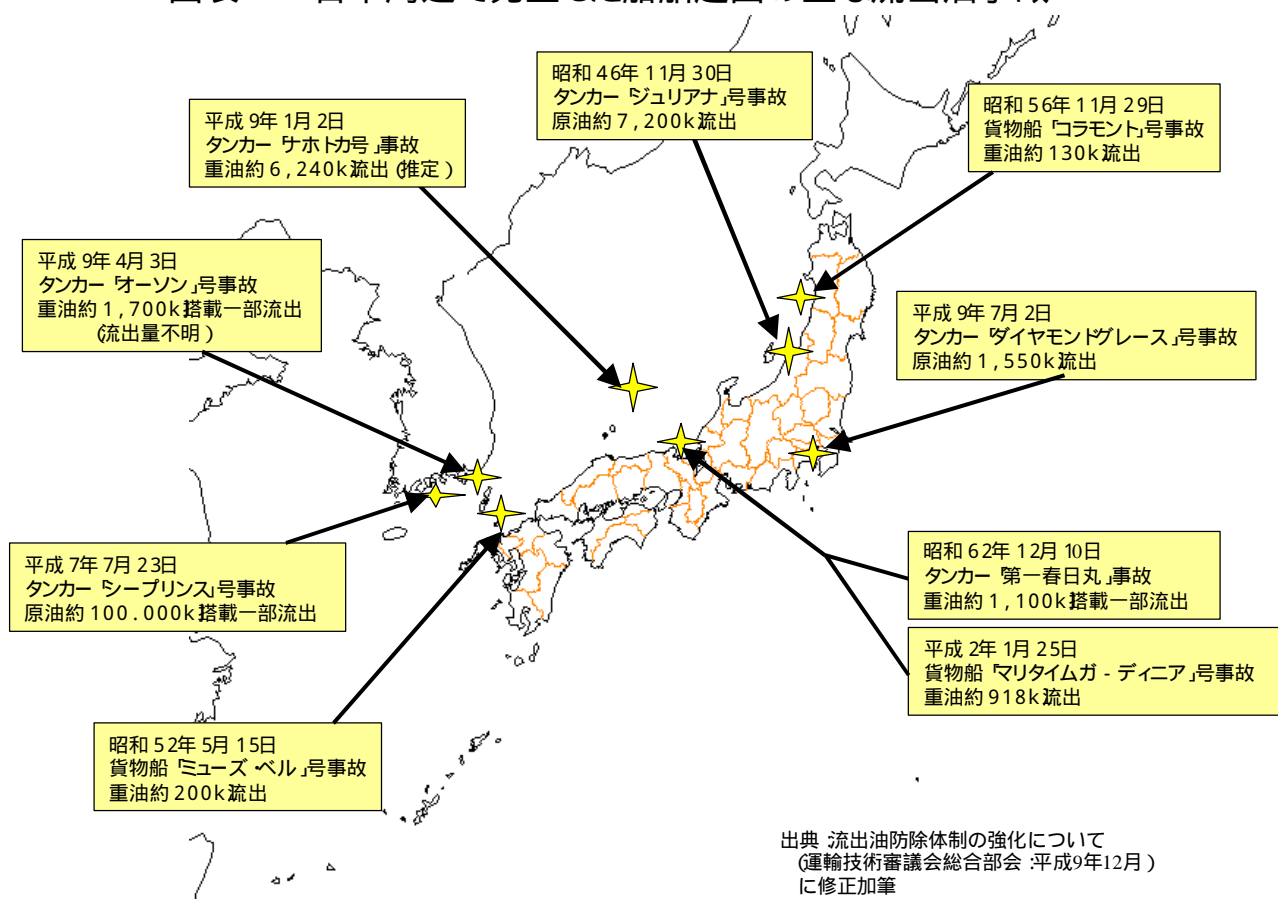 昭和46年11月30日
タンカー「ジュリアナ」号事故
原油約7,200k流出
昭和56年11月29日
貨物船「コラモント」号事故
重油約130k流出
平成9年1月2日
タンカー「ナホトカ号」事故
重油約6,240k流出(推定)
平成9年4月3日
タンカー「オーソン」号事故
重油約1,700k搭載一部流出
(流出量不明)
平成9年7月2日
タンカー「ダイヤモンドグレース」号事故
原油約1,550k流出
平成7年7月23日
タンカー「シープリンス」号事故
原油約100.000k搭載一部流出
昭和62年12月10日
タンカー「第一春日丸」事故
重油約1,100k搭載一部流出
平成2年1月25日
貨物船「マリタイムガ-ディニア」号事故
重油約918k流出
昭和52年5月15日
貨物船「ミューズ・ベル」号事故
重油約200k流出
出典:流出油防除体制の強化について
(運輸技術審議会総合部会:平成9年12月)
に修正加筆